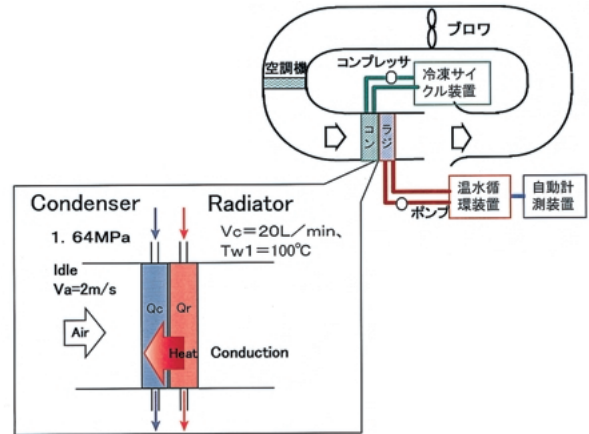 ブロワ
空調機
コンプレッサ
冷凍サイ
クル装置
コン
ラジ
温水循
環装置
自動計
測装置
ポンプ
Condenser
Radiator
1.64MPa
Vc=20L/min、
Tw1=100℃
Idle
Va=2m/s
Qc
Qr
Air
Heat Conduction